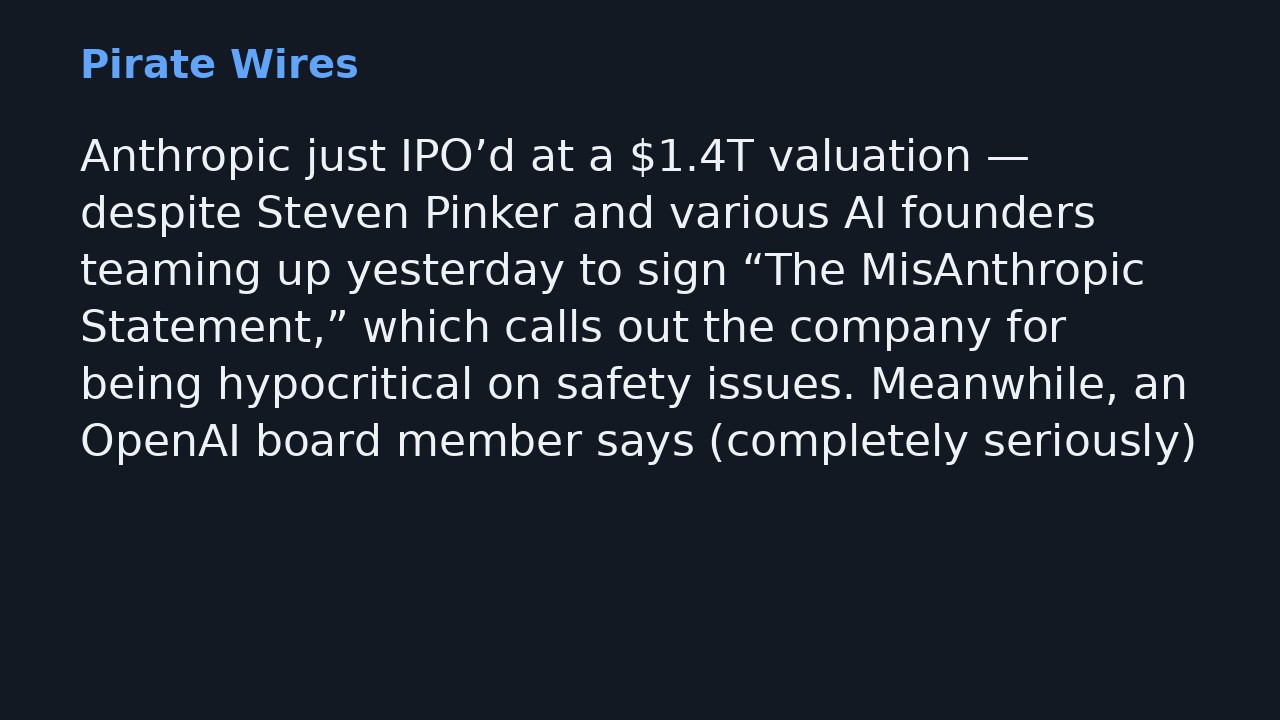 Pirate Wires
Anthropic just IPO’d at a $1.4T valuation —
despite Steven Pinker and various AI founders
teaming up yesterday to sign “The MisAnthropic
Statement,” which calls out the company for
being hypocritical on safety issues. Meanwhile, an
OpenAI board member says (completely seriously)